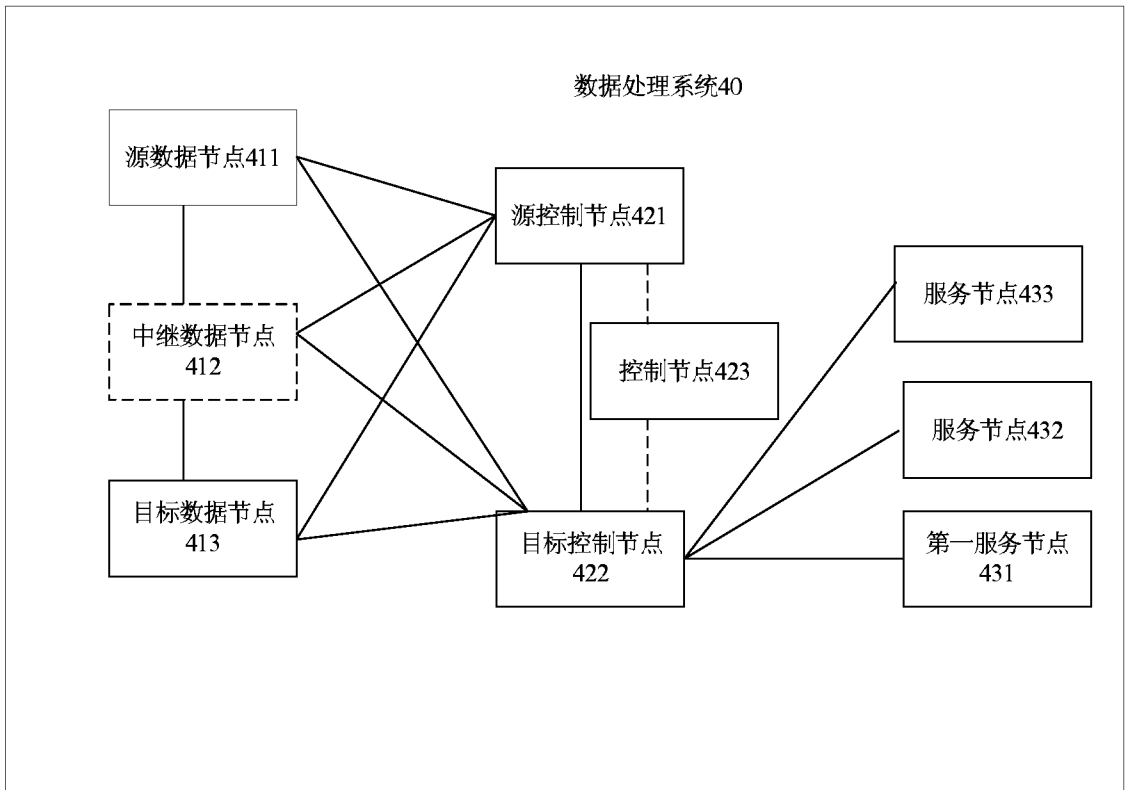 数据处理系统40
源数据节点411
源控制节点421
服务节点433
中继数据节点
412
控制节点423
服务节点432
目标数据节点
413
目标控制节点
422
第一服务节点
431